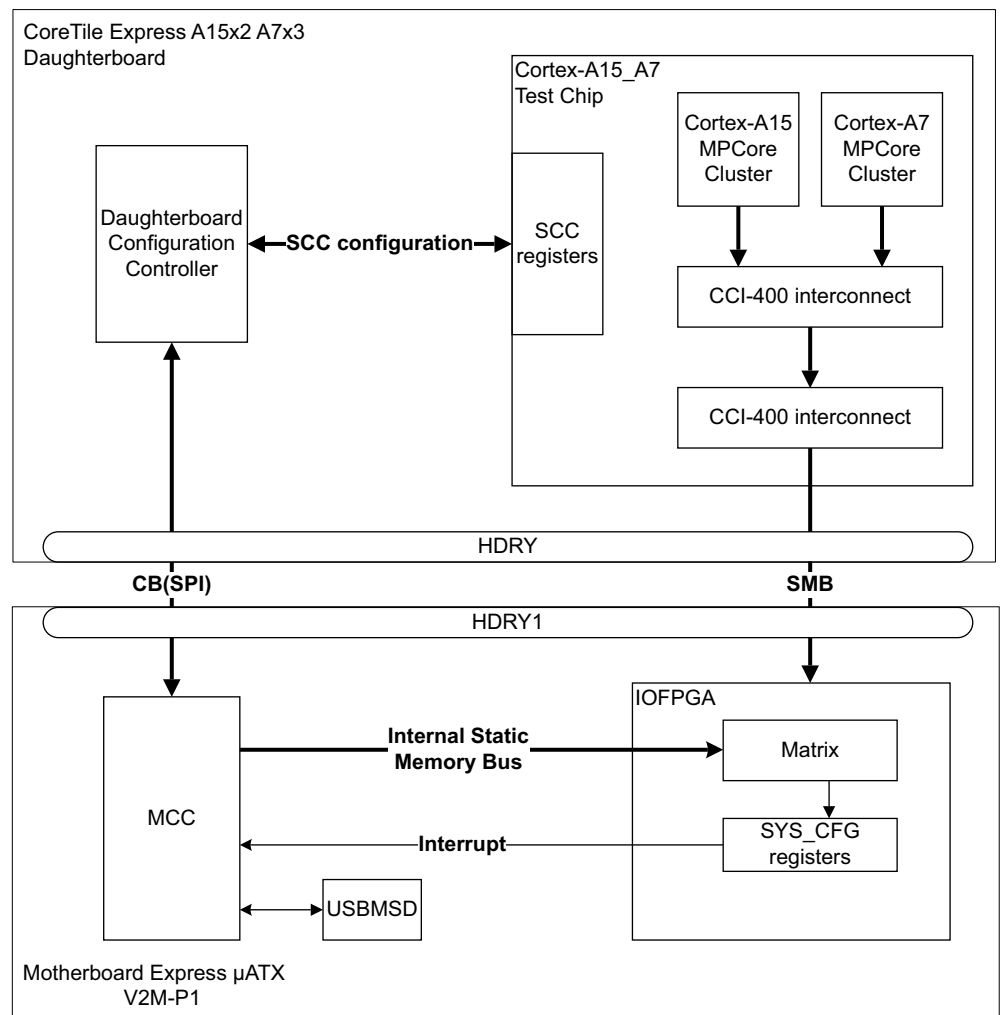 CoreTile Express A15x2 A7x3
Daughterboard
Cortex-A15_A7
Test Chip
Cortex-A15
MPCore
Cluster
Cortex-A7
MPCore
Cluster
Daughterboard
Configuration
Controller
SCC configuration
SCC
registers
CCI-400 interconnect
CCI-400 interconnect
HDRY
CB(SPI)
SMB
HDRY1
IOFPGA
Internal Static
Memory Bus
Matrix
MCC
SYS_CFG
registers
Interrupt
USBMSD
Motherboard Express µATX
V2M-P1